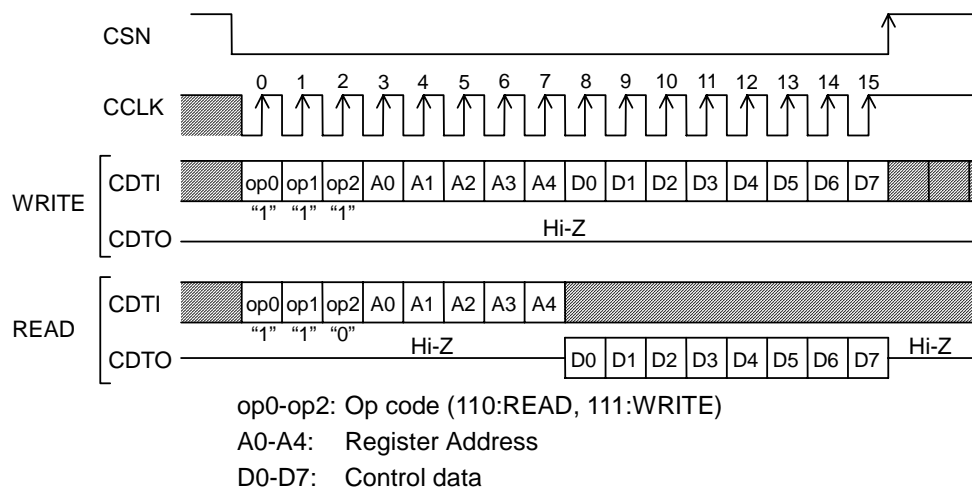 CSN
0 1 2 3 4 5 6 7 8 9 10 11 12 13 14 15
CCLK
WRITE
CDTI op0 op1 op2 A0 A1 A2 A3 A4 D0 D1 D2 D3 D4 D5 D6 D7
“1” “1” “1”
Hi-Z
CDTO
READ
CDTI op0 op1 op2 A0 A1 A2 A3 A4
“1” “1” “0”
Hi-Z Hi-Z
CDTO D0 D1 D2 D3 D4 D5 D6 D7
op0-op2: Op code (110:READ, 111:WRITE)
A0-A4: Register Address
D0-D7: Control data